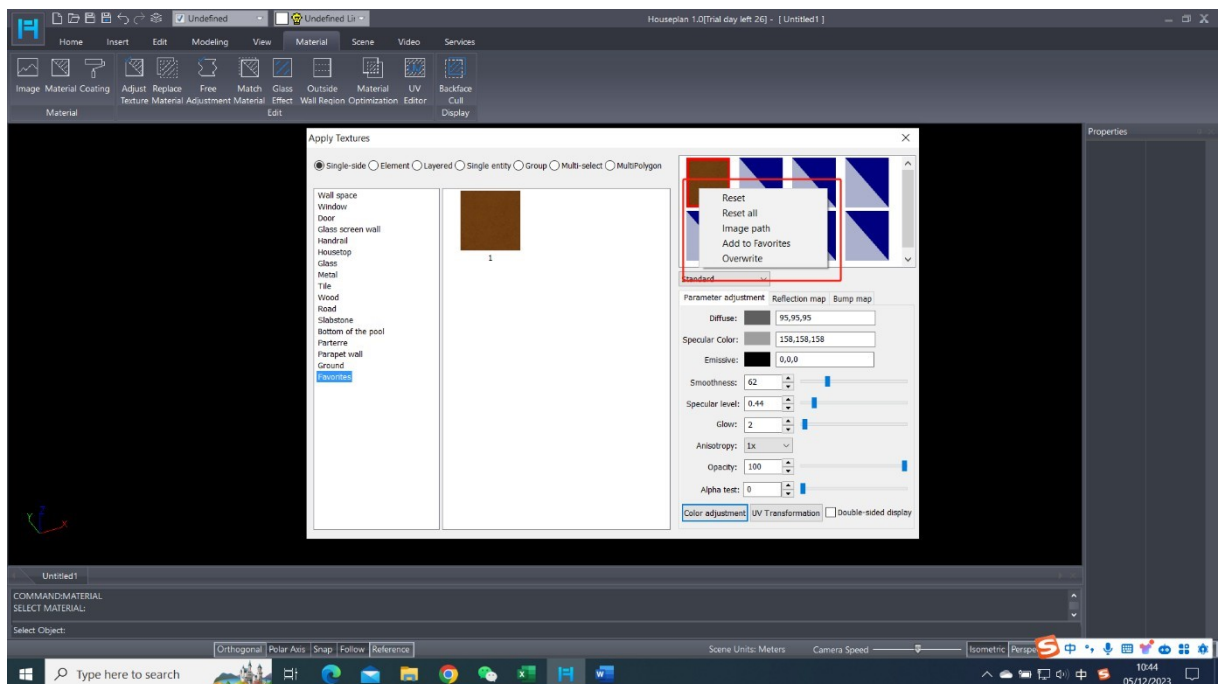 Undefined
Undefined Lir
Houseplan 1.0[Trial day left 26] - [ Untitled1 ]
Home Insert Edit Modeling View Material Scene Video Services
Image Material Coating Adjust Replace Free Match Glass Outside Material UV Backface
Texture Material Adjustment Material Effect Wall Region Optimization Editor Cull
Material Edit Display
Properties
Apply Textures
Single-side Element Layered Single entity Group Multi-select MultiPolygon
Wall space
Window
Door
Glass screen wall
Handrail
Housetop
Glass
Metal
Tile
Wood
Road
Slabstone
Bottom of the pool
Parterre
Parapet wall
Ground
Favorites
1
Reset
Reset all
Image path
Add to Favorites
Overwrite
Standard
Parameter adjustment Reflection map Bump map
Diffuse: 95,95,95
Specular Color: 158,158,158
Emissive: 0,0,0
Smoothness: 62
Specular level: 0.44
Glow: 2
Anisotropy: 1x
Opacity: 100
Alpha test: 0
Color adjustment UV Transformation Double-sided display
Y Z X
Untitled1
COMMAND:MATERIAL
SELECT MATERIAL:
Select Object:
Orthogonal Polar Axis Snap Follow Reference Scene Units: Meters Camera Speed Isometric Perspe
中
Type here to search
中
10:44
05/12/2023